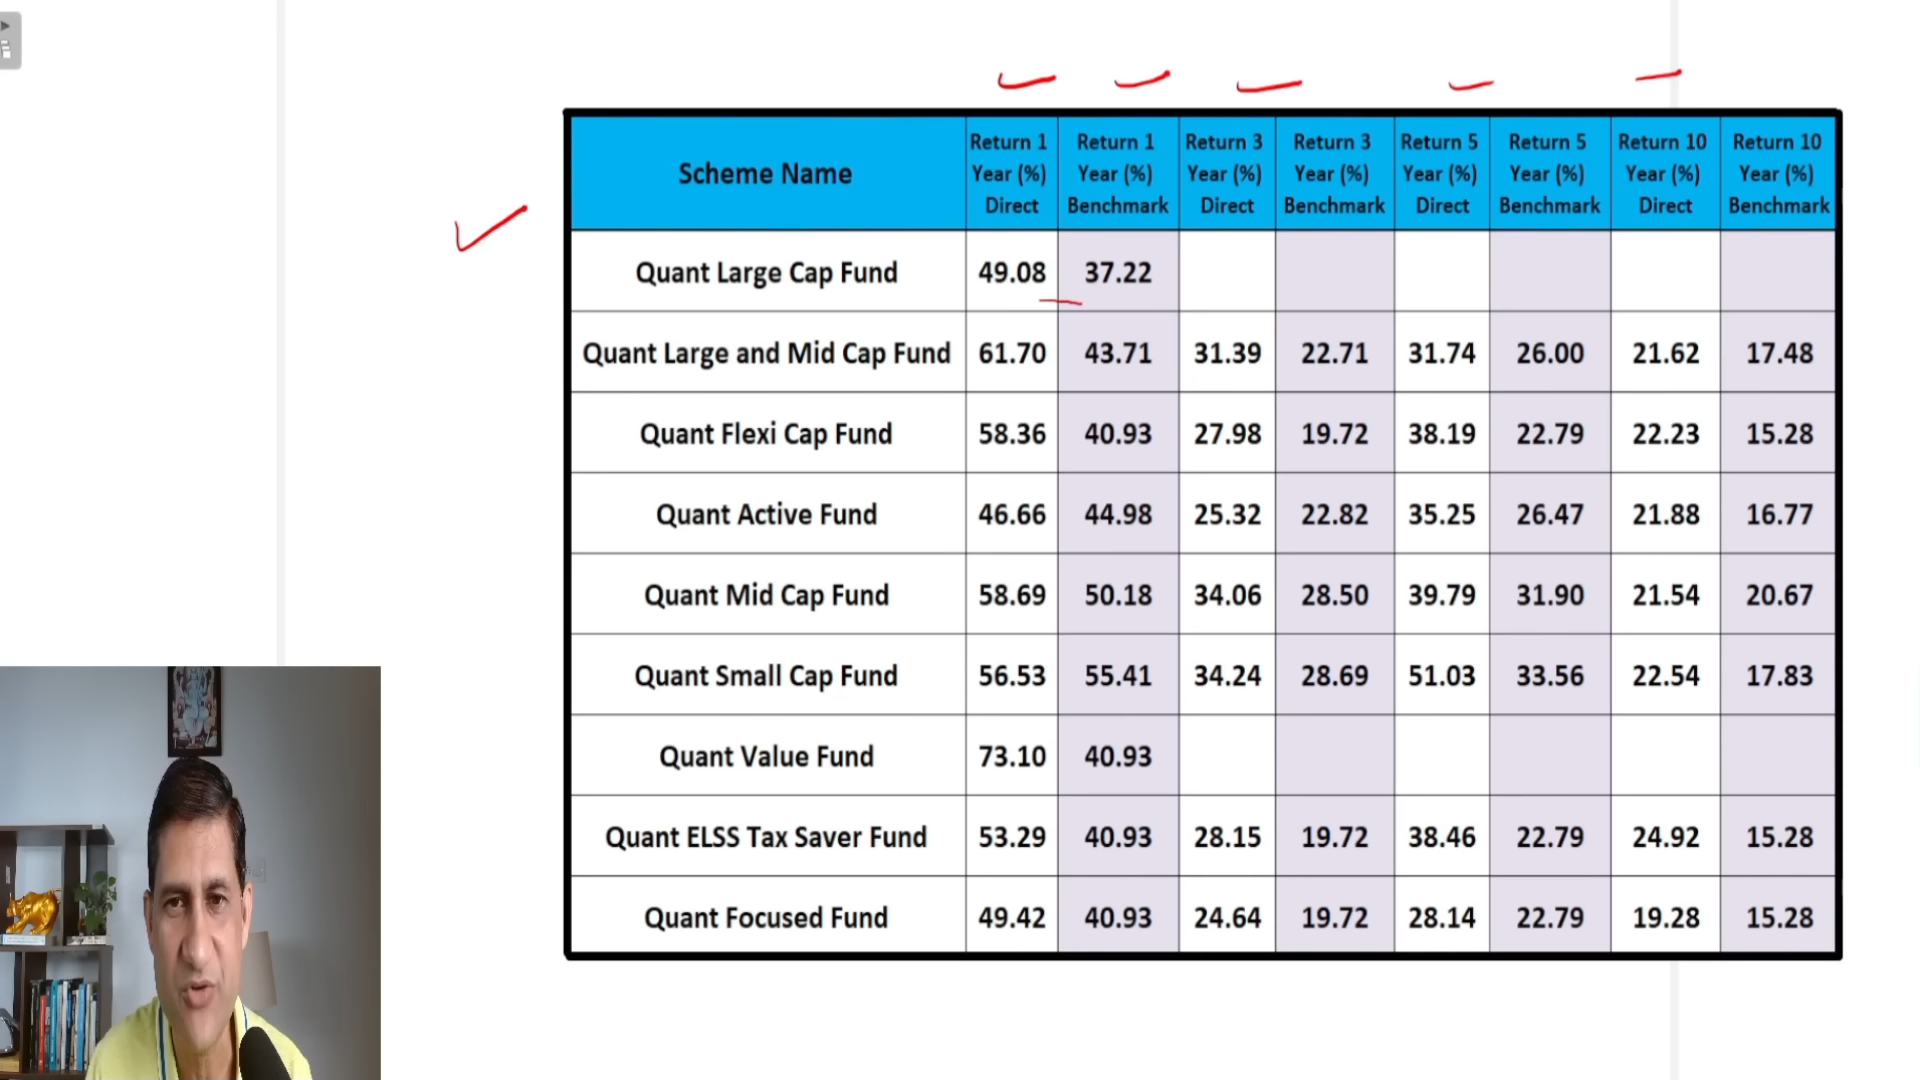 Scheme Name | Return 1 Year (%) Direct | Return 1 Year (%) Benchmark | Return 3 Year (%) Direct | Return 3 Year (%) Benchmark | Return 5 Year (%) Direct | Return 5 Year (%) Benchmark | Return 10 Year (%) Direct | Return 10 Year (%) Benchmark
Quant Large Cap Fund 49.08 37.22
Quant Large and Mid Cap Fund 61.70 43.71 31.39 22.71 31.74 26.00 21.62 17.48
Quant Flexi Cap Fund 58.36 40.93 27.98 19.72 38.19 22.79 22.23 15.28
Quant Active Fund 46.66 44.98 25.32 22.82 35.25 26.47 21.88 16.77
Quant Mid Cap Fund 58.69 50.18 34.06 28.50 39.79 31.90 21.54 20.67
Quant Small Cap Fund 56.53 55.41 34.24 28.69 51.03 33.56 22.54 17.83
Quant Value Fund 73.10 40.93
Quant ELSS Tax Saver Fund 53.29 40.93 28.15 19.72 38.46 22.79 24.92 15.28
Quant Focused Fund 49.42 40.93 24.64 19.72 28.14 22.79 19.28 15.28